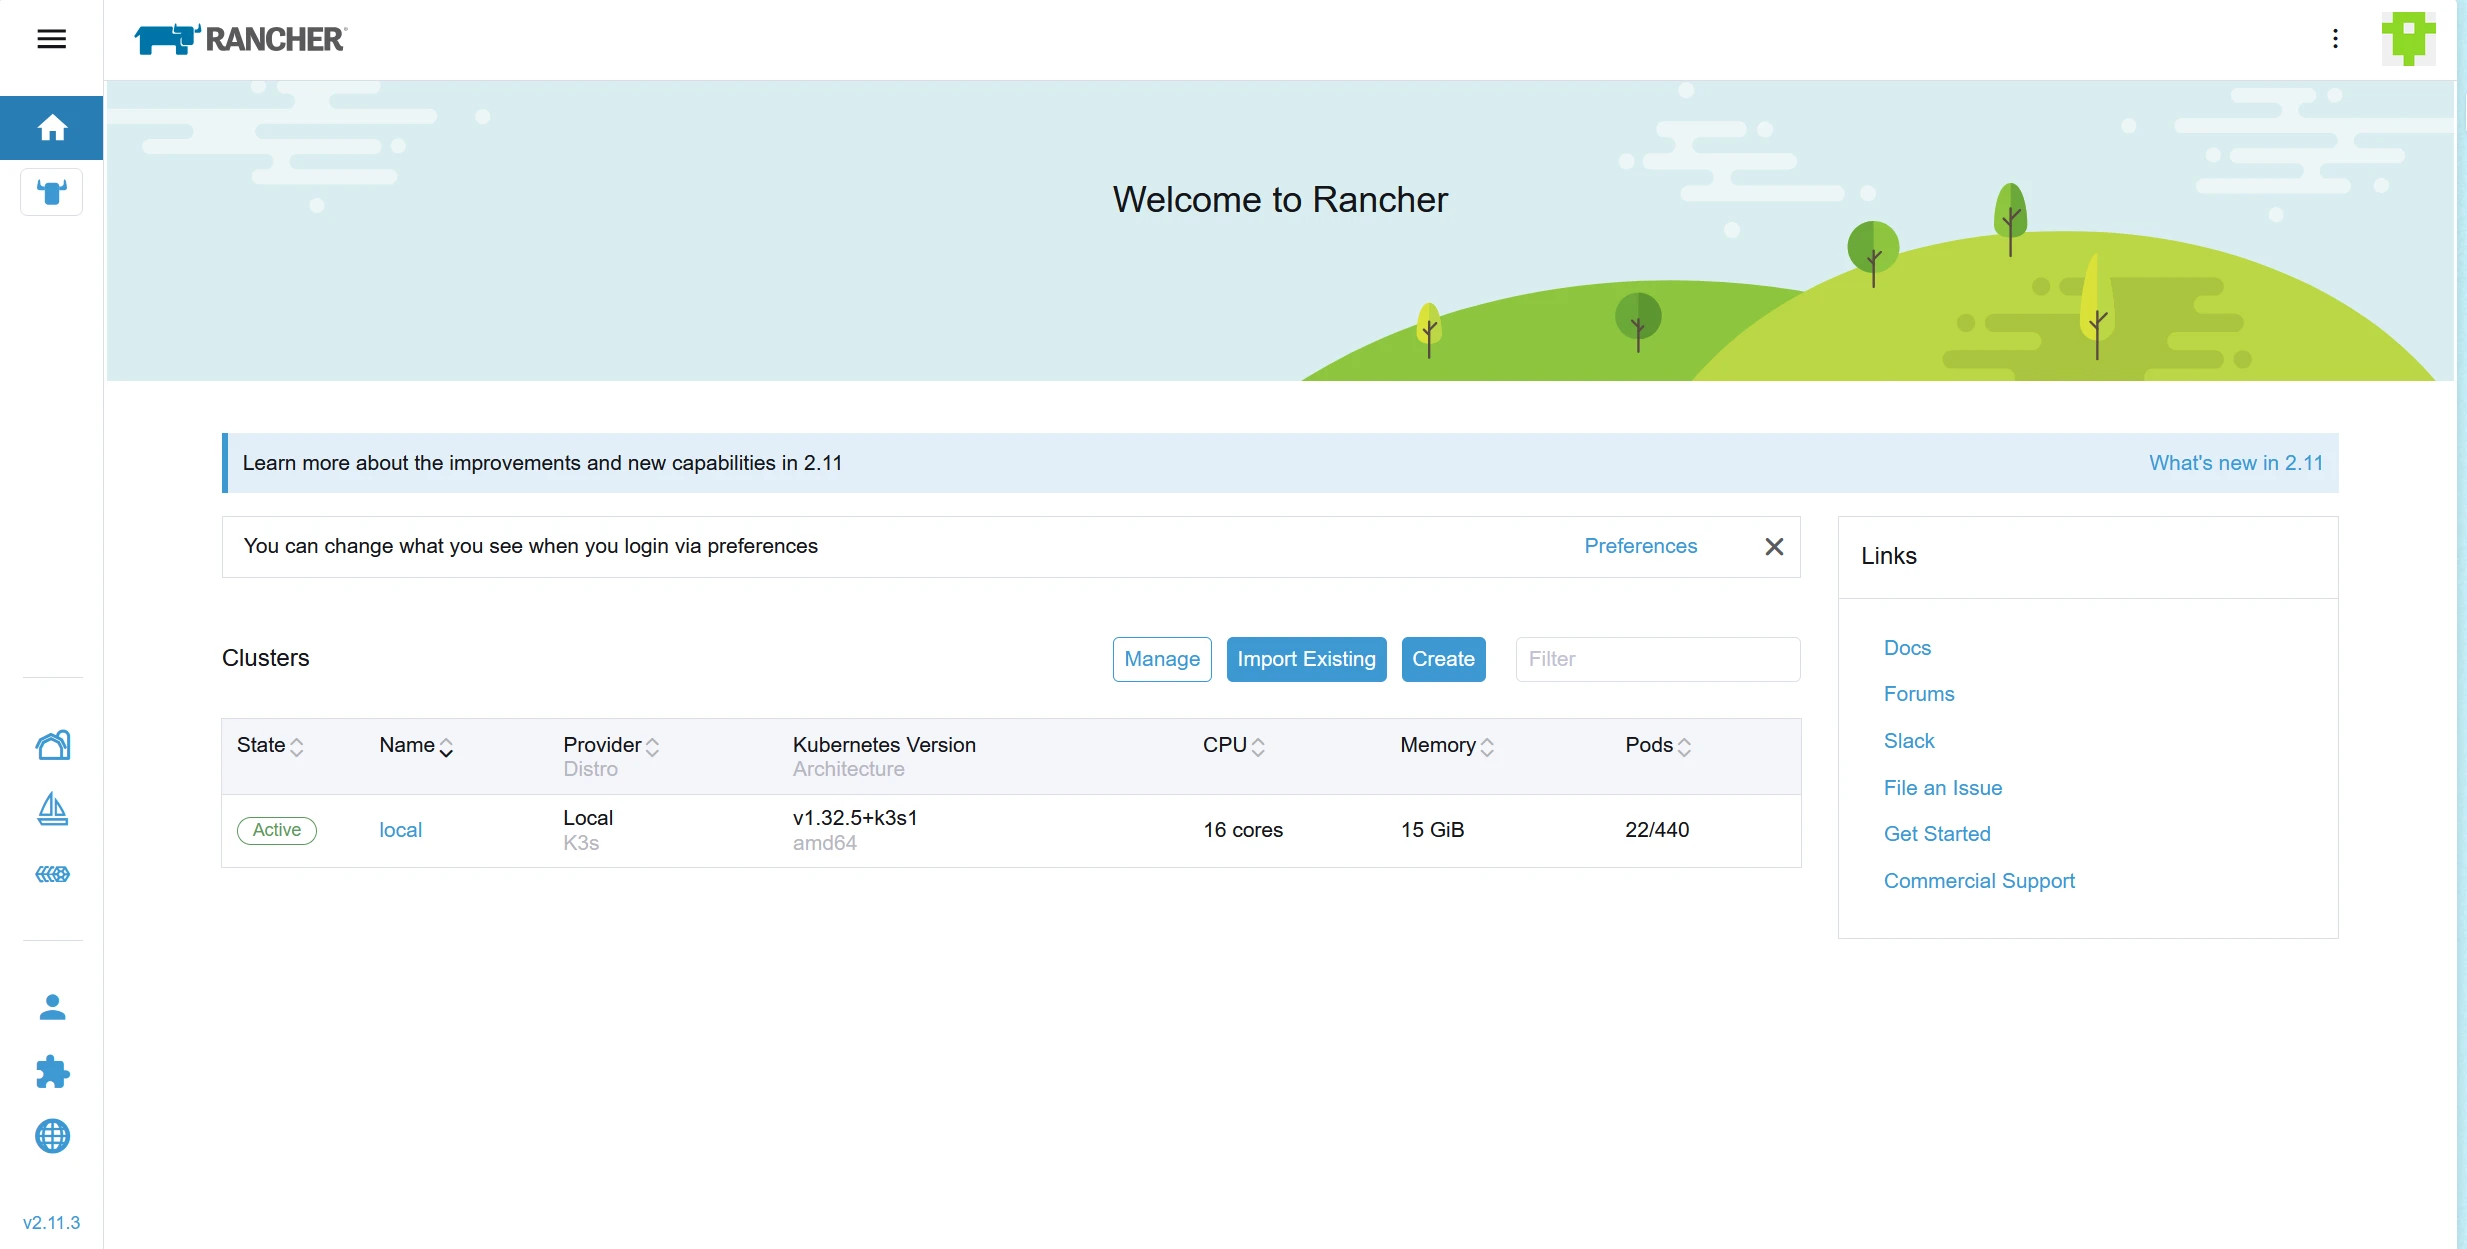 RANCHER
Welcome to Rancher
Learn more about the improvements and new capabilities in 2.11
What's new in 2.11
You can change what you see when you login via preferences
Preferences
Links
Docs
Forums
Slack
File an Issue
Get Started
Commercial Support
Clusters
Manage
Import Existing
Create
Filter
State Name Provider Kubernetes Version CPU Memory Pods
Distro Architecture
Active local Local v1.32.5+k3s1 16 cores 15 GiB 22/440
K3s amd64
v2.11.3